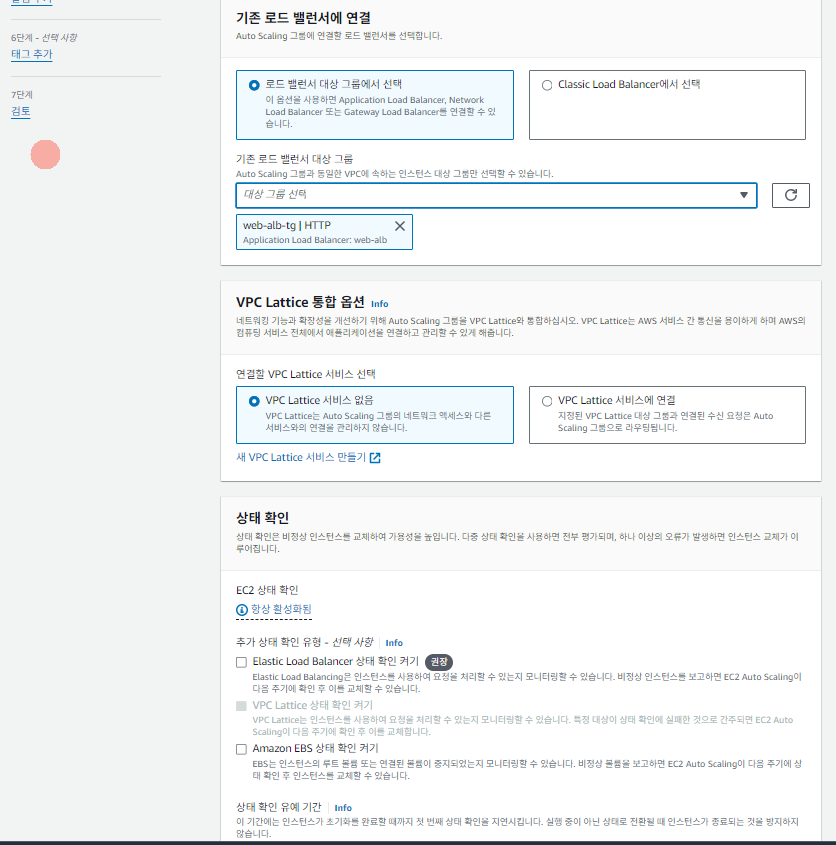 6단계 - 선택 사항
태그 추가
7단계
검토
기존 로드 밸런서에 연결
Auto Scaling 그룹에 연결할 로드 밸런서를 선택합니다.
로드 밸런서 대상 그룹에서 선택
이 옵션을 사용하면 Application Load Balancer, Network
Load Balancer 또는 Gateway Load Balancer를 연결할 수 있
습니다.
Classic Load Balancer에서 선택
기존 로드 밸런서 대상 그룹
Auto Scaling 그룹과 동일한 VPC에 속하는 인스턴스 대상 그룹만 선택할 수 있습니다.
대상 그룹 선택
web-alb-tg | HTTP
Application Load Balancer: web-alb
VPC Lattice 통합 옵션 Info
네트워킹 기능과 확장성을 개선하기 위해 Auto Scaling 그룹을 VPC Lattice와 통합하십시오. VPC Lattice는 AWS 서비스 간 통신을 용이하게 하며 AWS의
컴퓨팅 서비스 전체에서 애플리케이션을 연결하고 관리할 수 있게 해줍니다.
연결할 VPC Lattice 서비스 선택
VPC Lattice 서비스 없음
VPC Lattice는 Auto Scaling 그룹의 네트워크 액세스와 다른
서비스와의 연결을 관리하지 않습니다.
VPC Lattice 서비스에 연결
지정된 VPC Lattice 대상 그룹과 연결된 수신 요청은 Auto
Scaling 그룹으로 라우팅됩니다.
새 VPC Lattice 서비스 만들기
상태 확인
상태 확인은 비정상 인스턴스를 교체하여 가용성을 높입니다. 다중 상태 확인을 사용하면 전부 평가되며, 하나 이상의 오류가 발생하면 인스턴스 교체가 이
루어집니다.
EC2 상태 확인
항상 활성화됨
추가 상태 확인 유형 - 선택 사항 Info
Elastic Load Balancer 상태 확인 켜기 권장
Elastic Load Balancing은 인스턴스를 사용하여 요청을 처리할 수 있는지 모니터링할 수 있습니다. 비정상 인스턴스를 보고하면 EC2 Auto Scaling이
다음 주기에 확인 후 이를 교체할 수 있습니다.
VPC Lattice 상태 확인 켜기
VPC Lattice는 인스턴스를 사용하여 요청을 처리할 수 있는지 모니터링할 수 있습니다. 특정 대상이 상태 확인에 실패한 것으로 간주되면 EC2 Auto
Scaling이 다음 주기에 확인 후 이를 교체합니다.
Amazon EBS 상태 확인 켜기
EBS는 인스턴스의 루트 볼륨 또는 연결된 볼륨이 중지되었는지 모니터링할 수 있습니다. 비정상 볼륨을 보고하면 EC2 Auto Scaling이 다음 주기에 상
태 확인 후 인스턴스를 교체할 수 있습니다.
상태 확인 유예 기간 Info
이 기간에는 인스턴스가 초기화를 완료할 때까지 첫 번째 상태 확인을 지연시킵니다. 실행 중이 아닌 상태로 전환될 때 인스턴스가 종료되는 것을 방지하지
않습니다.